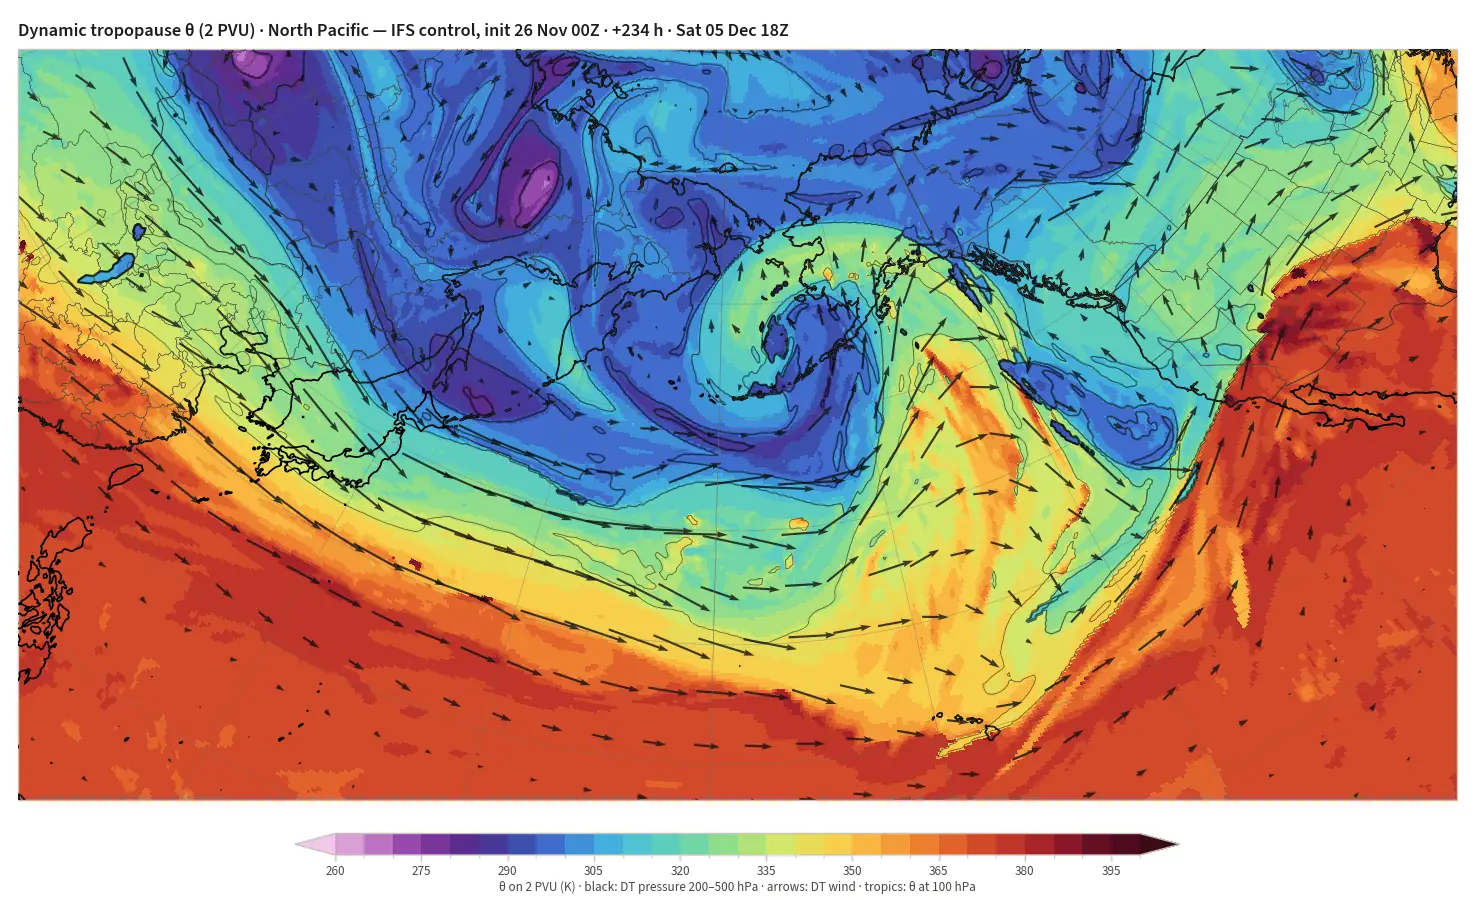 Dynamic tropopause θ (2 PVU) · North Pacific — IFS control, init 26 Nov 00Z · +234 h · Sat 05 Dec 18Z
260 275 290 305 320 335 350 365 380 395
θ on 2 PVU (K) · black: DT pressure 200–500 hPa · arrows: DT wind · tropics: θ at 100 hPa